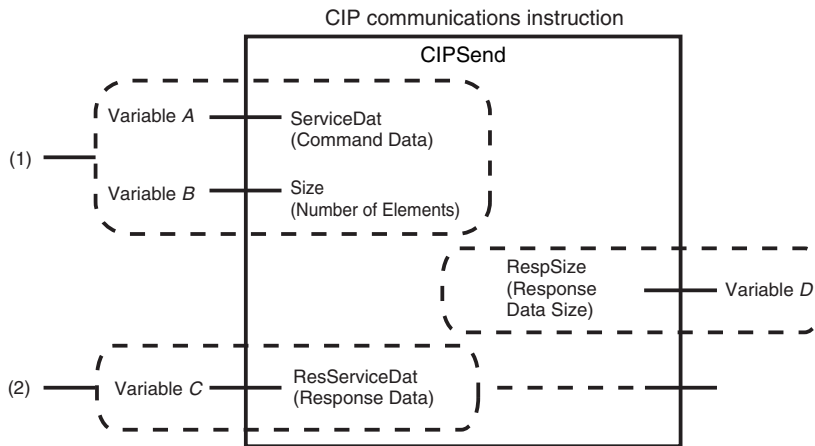 CIP communications instruction
CIPSend
Variable A
ServiceDat
(Command Data)
(1)
Variable B
Size
(Number of Elements)
RespSize
(Response
Data Size)
Variable D
(2)
Variable C
ResServiceDat
(Response Data)